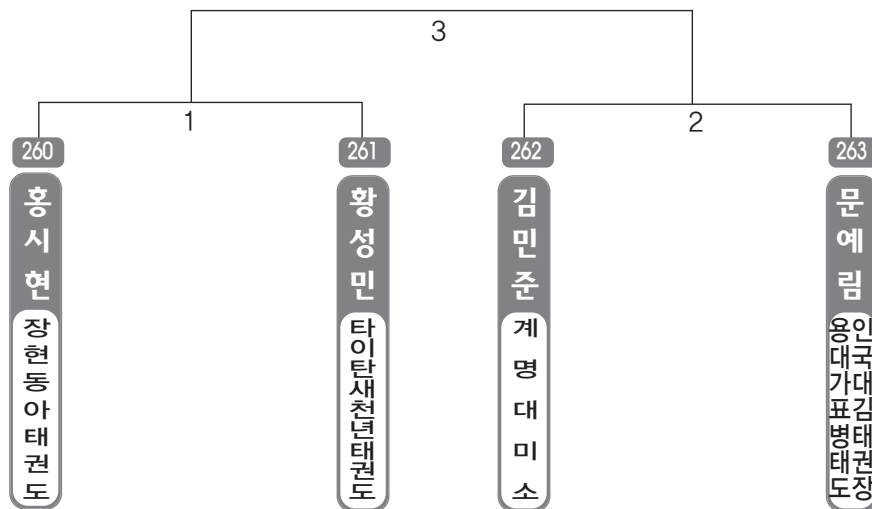 3
1
2
260
261
262
263
홍시현
황성민
김민준
문예림
장현동아태권도
타이탄새천년태권도
계명대미소
용인대국가대표김병태태권도장